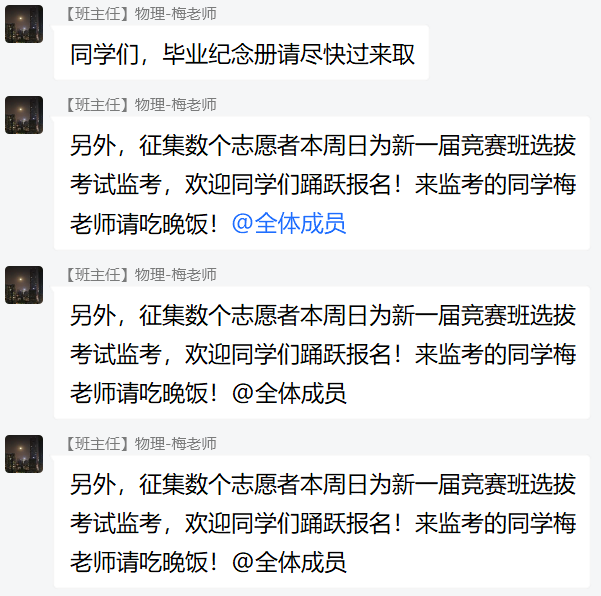 【班主任】物理-梅老师
同学们，毕业纪念册请尽快过来取
【班主任】物理-梅老师
另外，征集数个志愿者本周日为新一届竞赛班选拔
考试监考，欢迎同学们踊跃报名！来监考的同学梅
老师请吃晚饭！@全体成员
【班主任】物理-梅老师
另外，征集数个志愿者本周日为新一届竞赛班选拔
考试监考，欢迎同学们踊跃报名！来监考的同学梅
老师请吃晚饭！@全体成员
【班主任】物理-梅老师
另外，征集数个志愿者本周日为新一届竞赛班选拔
考试监考，欢迎同学们踊跃报名！来监考的同学梅
老师请吃晚饭！@全体成员